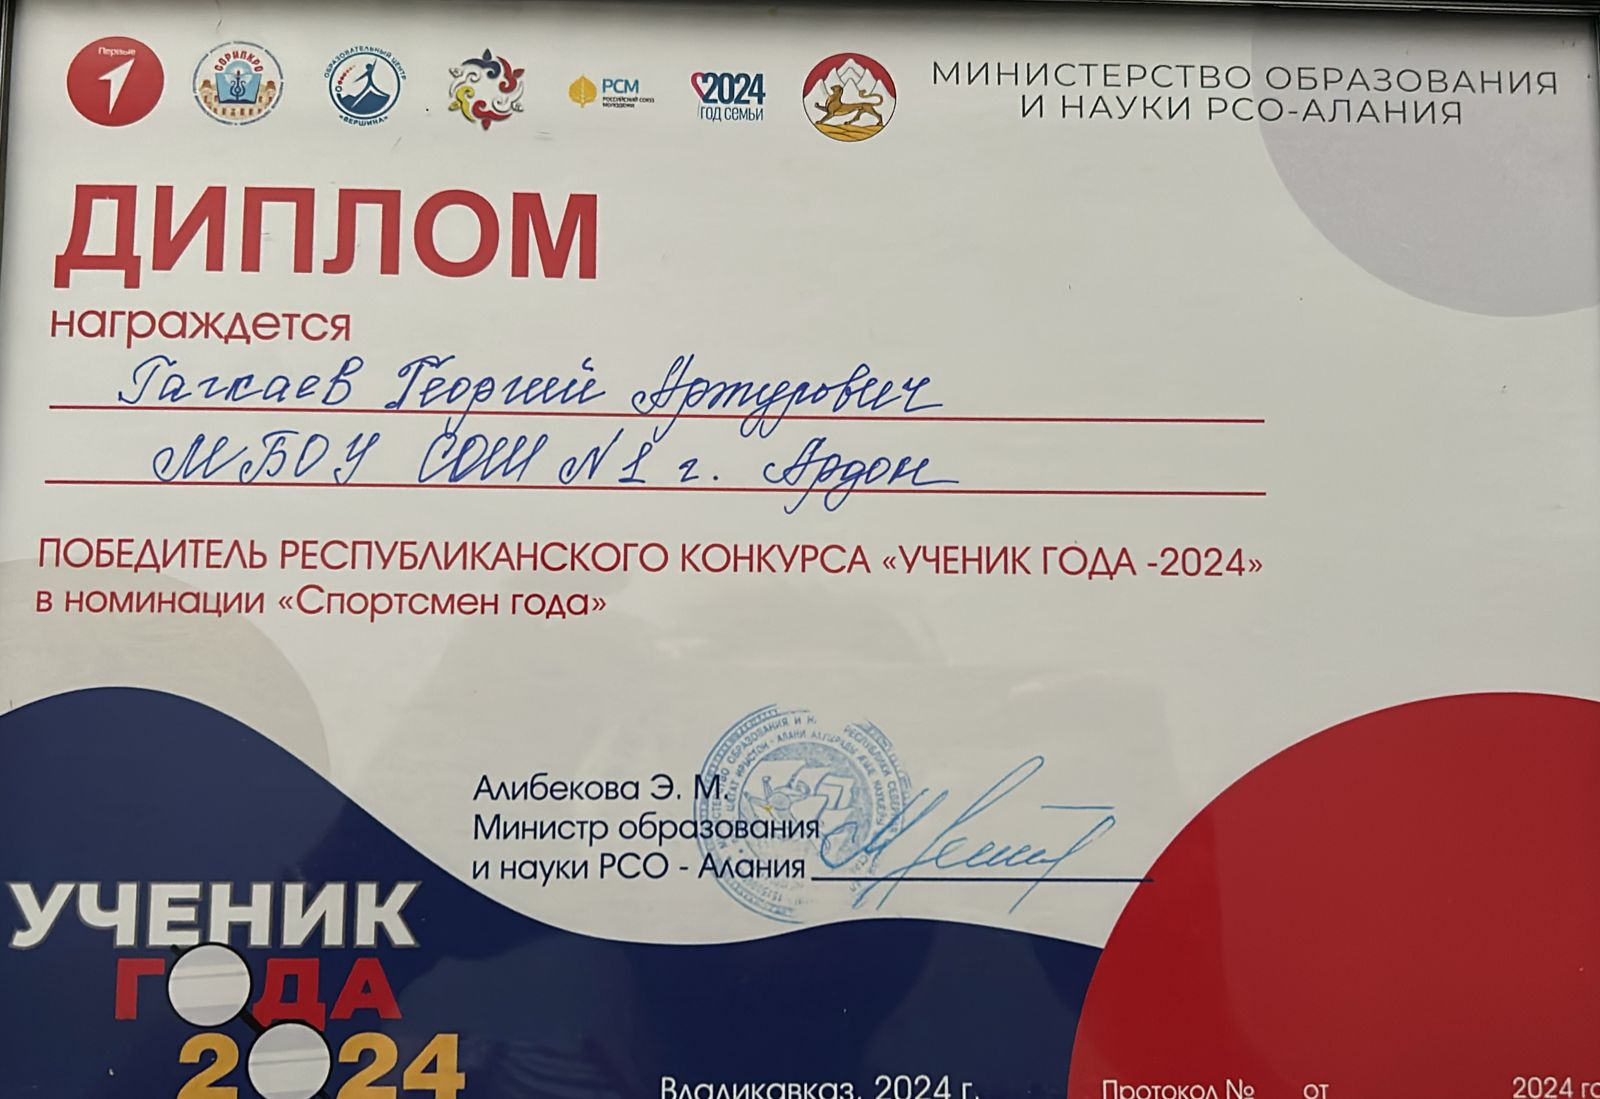 Первые
СОРИПКРО
ОБРАЗОВАТЕЛЬНЫЙ ЦЕНТР
«ВЕРШИНА»
РСМ
РОССИЙСКИЙ СОЮЗ
МОЛОДЕЖИ
2024
ГОД СЕМЬИ
МИНИСТЕРСТВО ОБРАЗОВАНИЯ
И НАУКИ РСО-АЛАНИЯ
ДИПЛОМ
награждется
Гагкаев Георгий Артурович
МБОУ СОШ №1 г. Ардон
ПОБЕДИТЕЛЬ РЕСПУБЛИКАНСКОГО КОНКУРСА «УЧЕНИК ГОДА -2024»
в номинации «Спортсмен года»
Алибекова Э. М.
Министр образования
и науки РСО - Алания
УЧЕНИК
ГОДА
2024
Владикавказ, 2024 г.
Протокол № от 2024 го